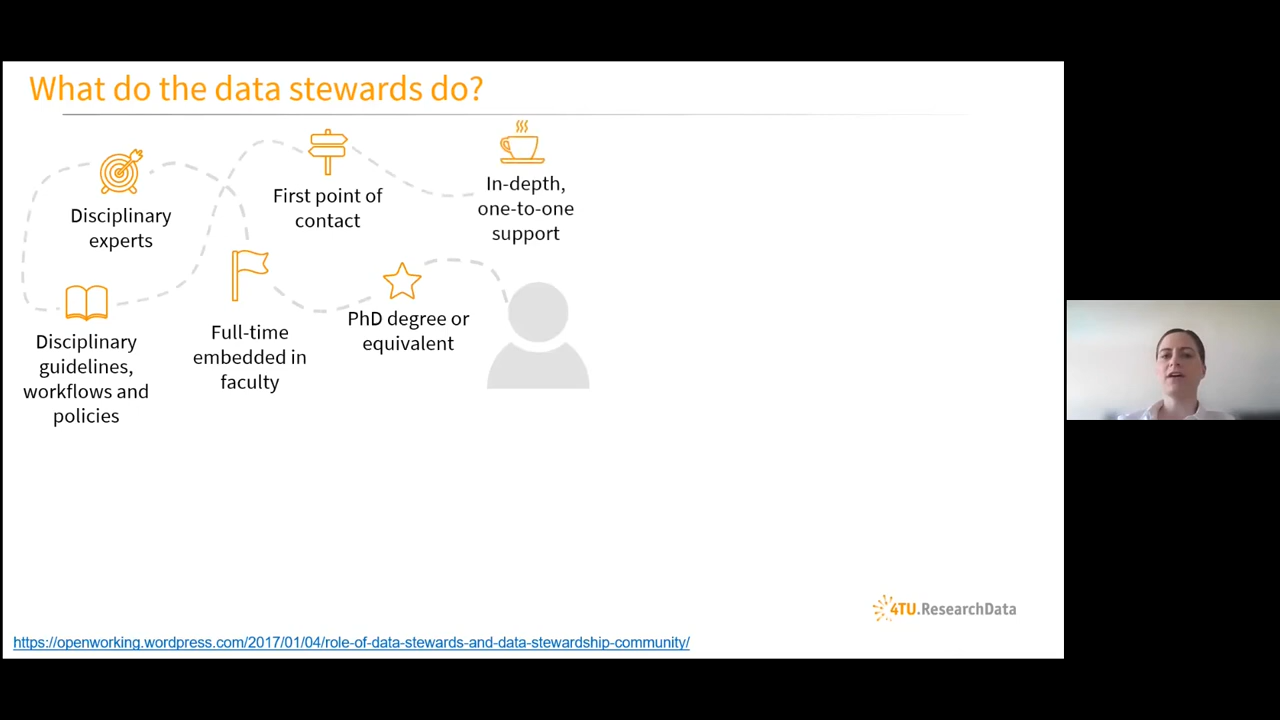 What do the data stewards do?
Disciplinary
experts
First point of
contact
In-depth,
one-to-one
support
Disciplinary
guidelines,
workflows and
policies
Full-time
embedded in
faculty
PhD degree or
equivalent
4TU.ResearchData
https://openworking.wordpress.com/2017/01/04/role-of-data-stewards-and-data-stewardship-community/